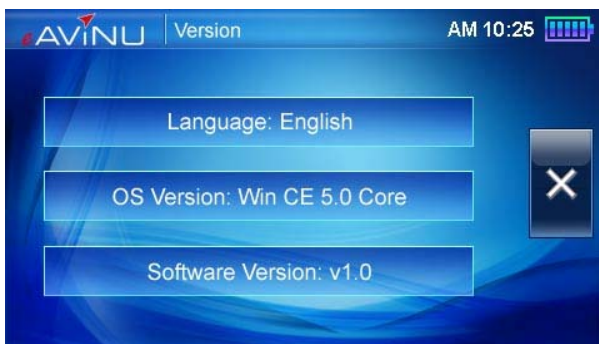 eAViNU
Version
AM 10:25
Language: English
OS Version: Win CE 5.0 Core
Software Version: v1.0